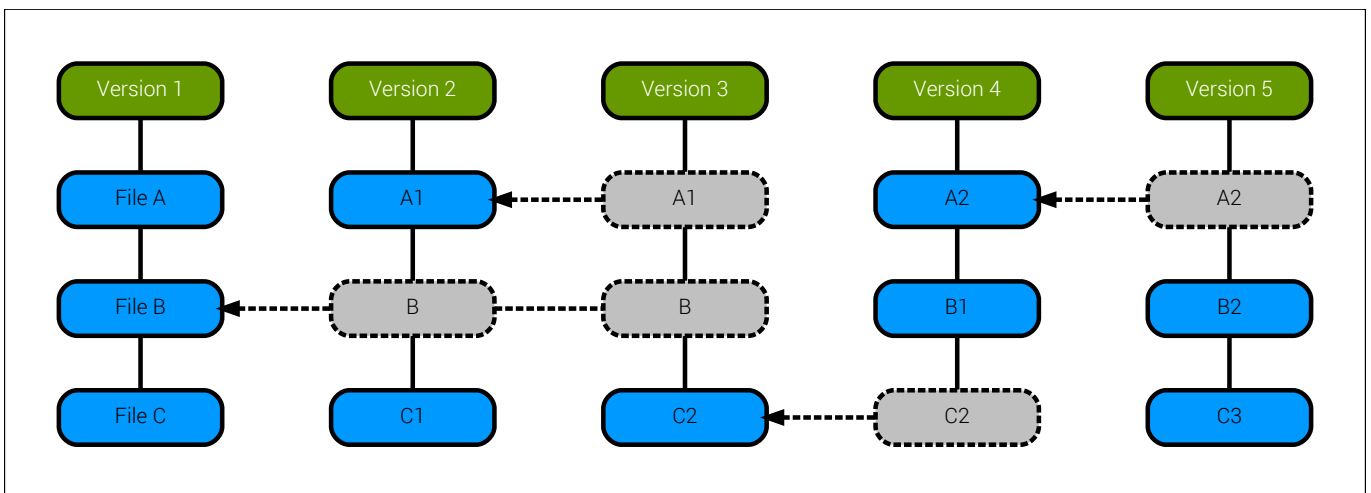 Version 1
Version 2
Version 3
Version 4
Version 5
File A
A1
A1
A2
A2
File B
B
B
B1
B2
File C
C1
C2
C2
C3